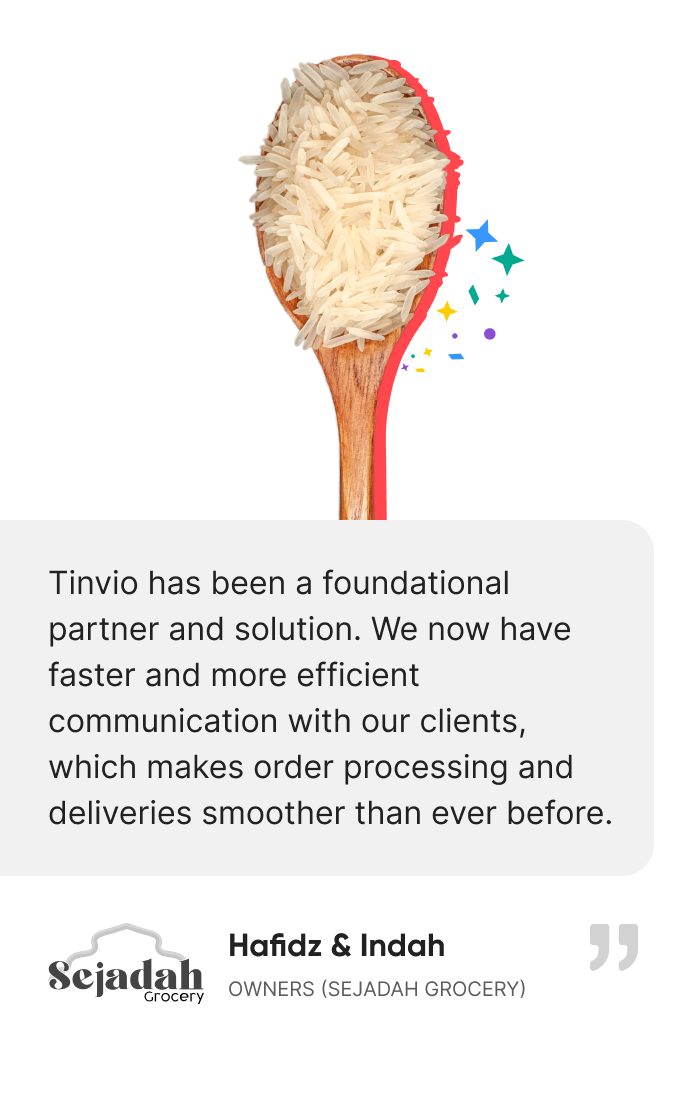 Tinvio has been a foundational
partner and solution. We now have
faster and more efficient
communication with our clients,
which makes order processing and
deliveries smoother than ever before.
Sejadah
Grocery
Hafidz & Indah
OWNERS (SEJADAH GROCERY)
”